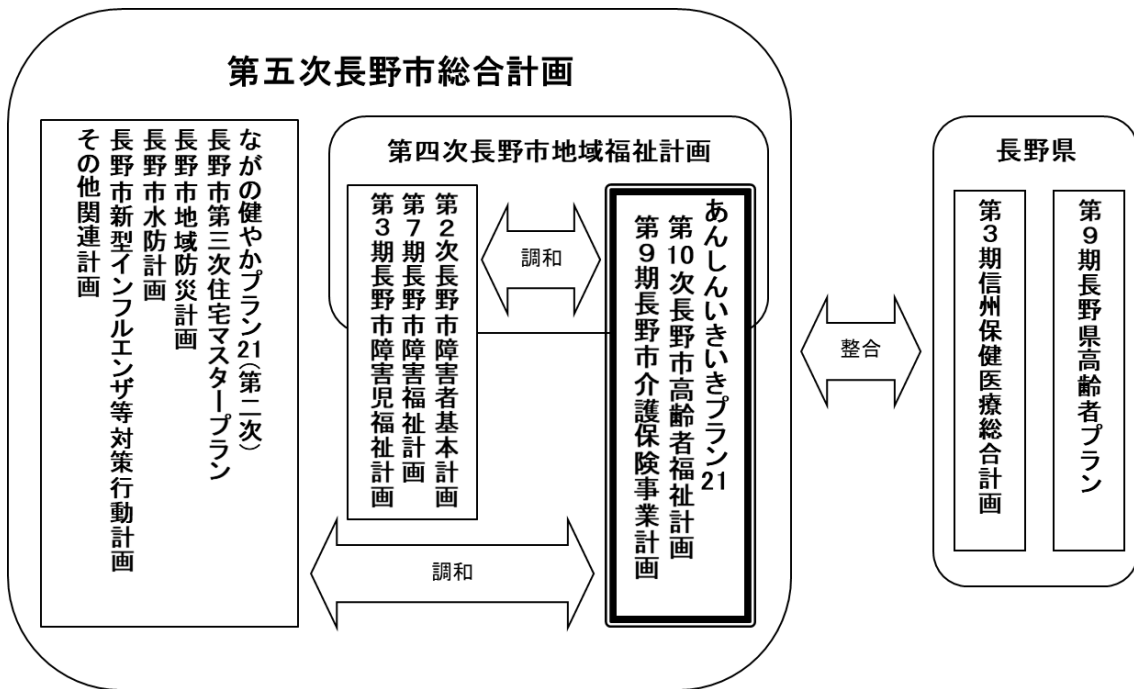 第五次長野市総合計画
ながの健やかプラン21(第二次)
長野市第三次住宅マスタープラン
長野市地域防災計画
長野市水防計画
長野市新型インフルエンザ等対策行動計画
その他関連計画
第四次長野市地域福祉計画
第2次長野市障害者基本計画
第7期長野市障害福祉計画
第3期長野市障害児福祉計画
調和
あんしんいきいきプラン21
第10次長野市高齢者福祉計画
第9期長野市介護保険事業計画
調和
整合
長野県
第9期長野県高齢者プラン
第3期信州保健医療総合計画